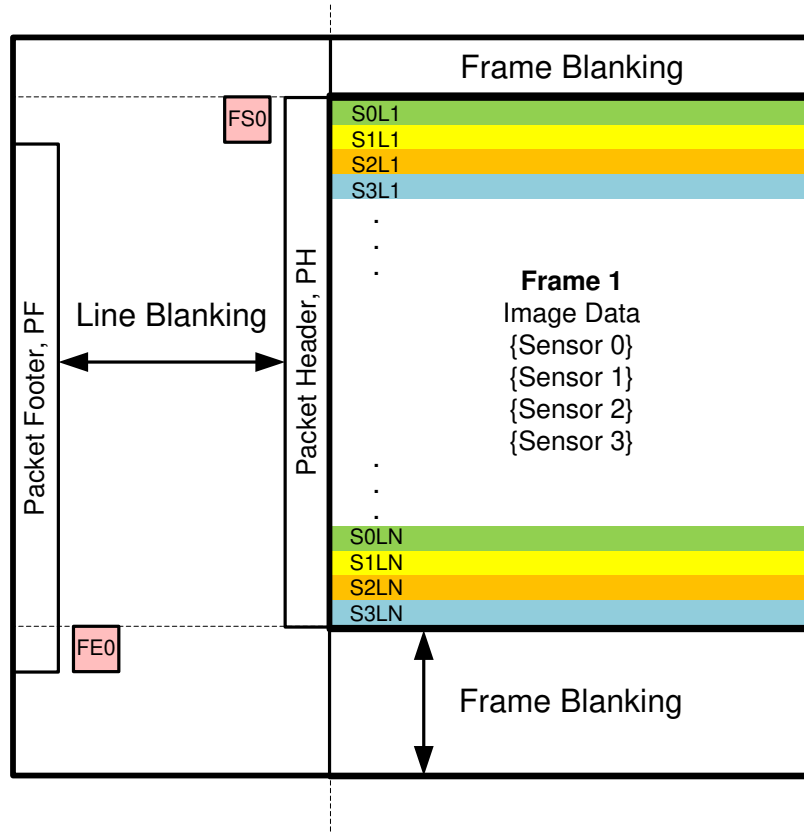 Frame Blanking
FS0
S0L1
S1L1
S2L1
S3L1
.
.
.
Packet Footer, PF
Line Blanking
Packet Header, PH
Frame 1
Image Data
{Sensor 0}
{Sensor 1}
{Sensor 2}
{Sensor 3}
.
.
.
S0LN
S1LN
S2LN
S3LN
FE0
Frame Blanking